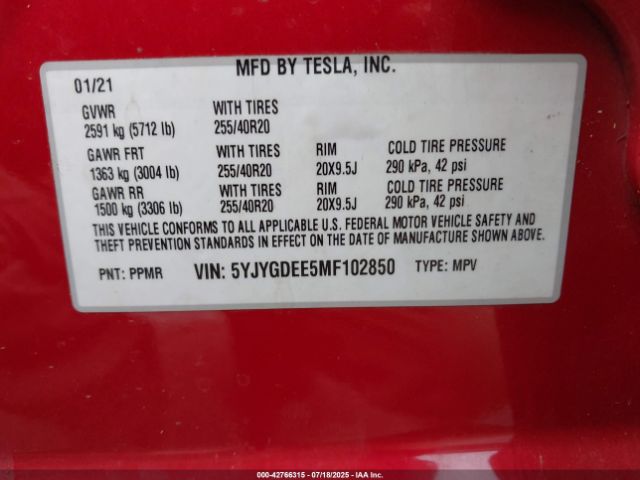 MFD BY TESLA, INC.
01/21
GVWR WITH TIRES
2591 kg (5712 lb) 255/40R20
GAWR FRT WITH TIRES RIM COLD TIRE PRESSURE
1363 kg (3004 lb) 255/40R20 20X9.5J 290 kPa, 42 psi
GAWR RR WITH TIRES RIM COLD TIRE PRESSURE
1500 kg (3306 lb) 255/40R20 20X9.5J 290 kPa, 42 psi
THIS VEHICLE CONFORMS TO ALL APPLICABLE U.S. FEDERAL MOTOR VEHICLE SAFETY AND
THEFT PREVENTION STANDARDS IN EFFECT ON THE DATE OF MANUFACTURE SHOWN ABOVE.
PNT: PPMR VIN: 5YJYGDEE5MF102850 TYPE: MPV
000-42766315 - 07/18/2025 - IAA Inc.